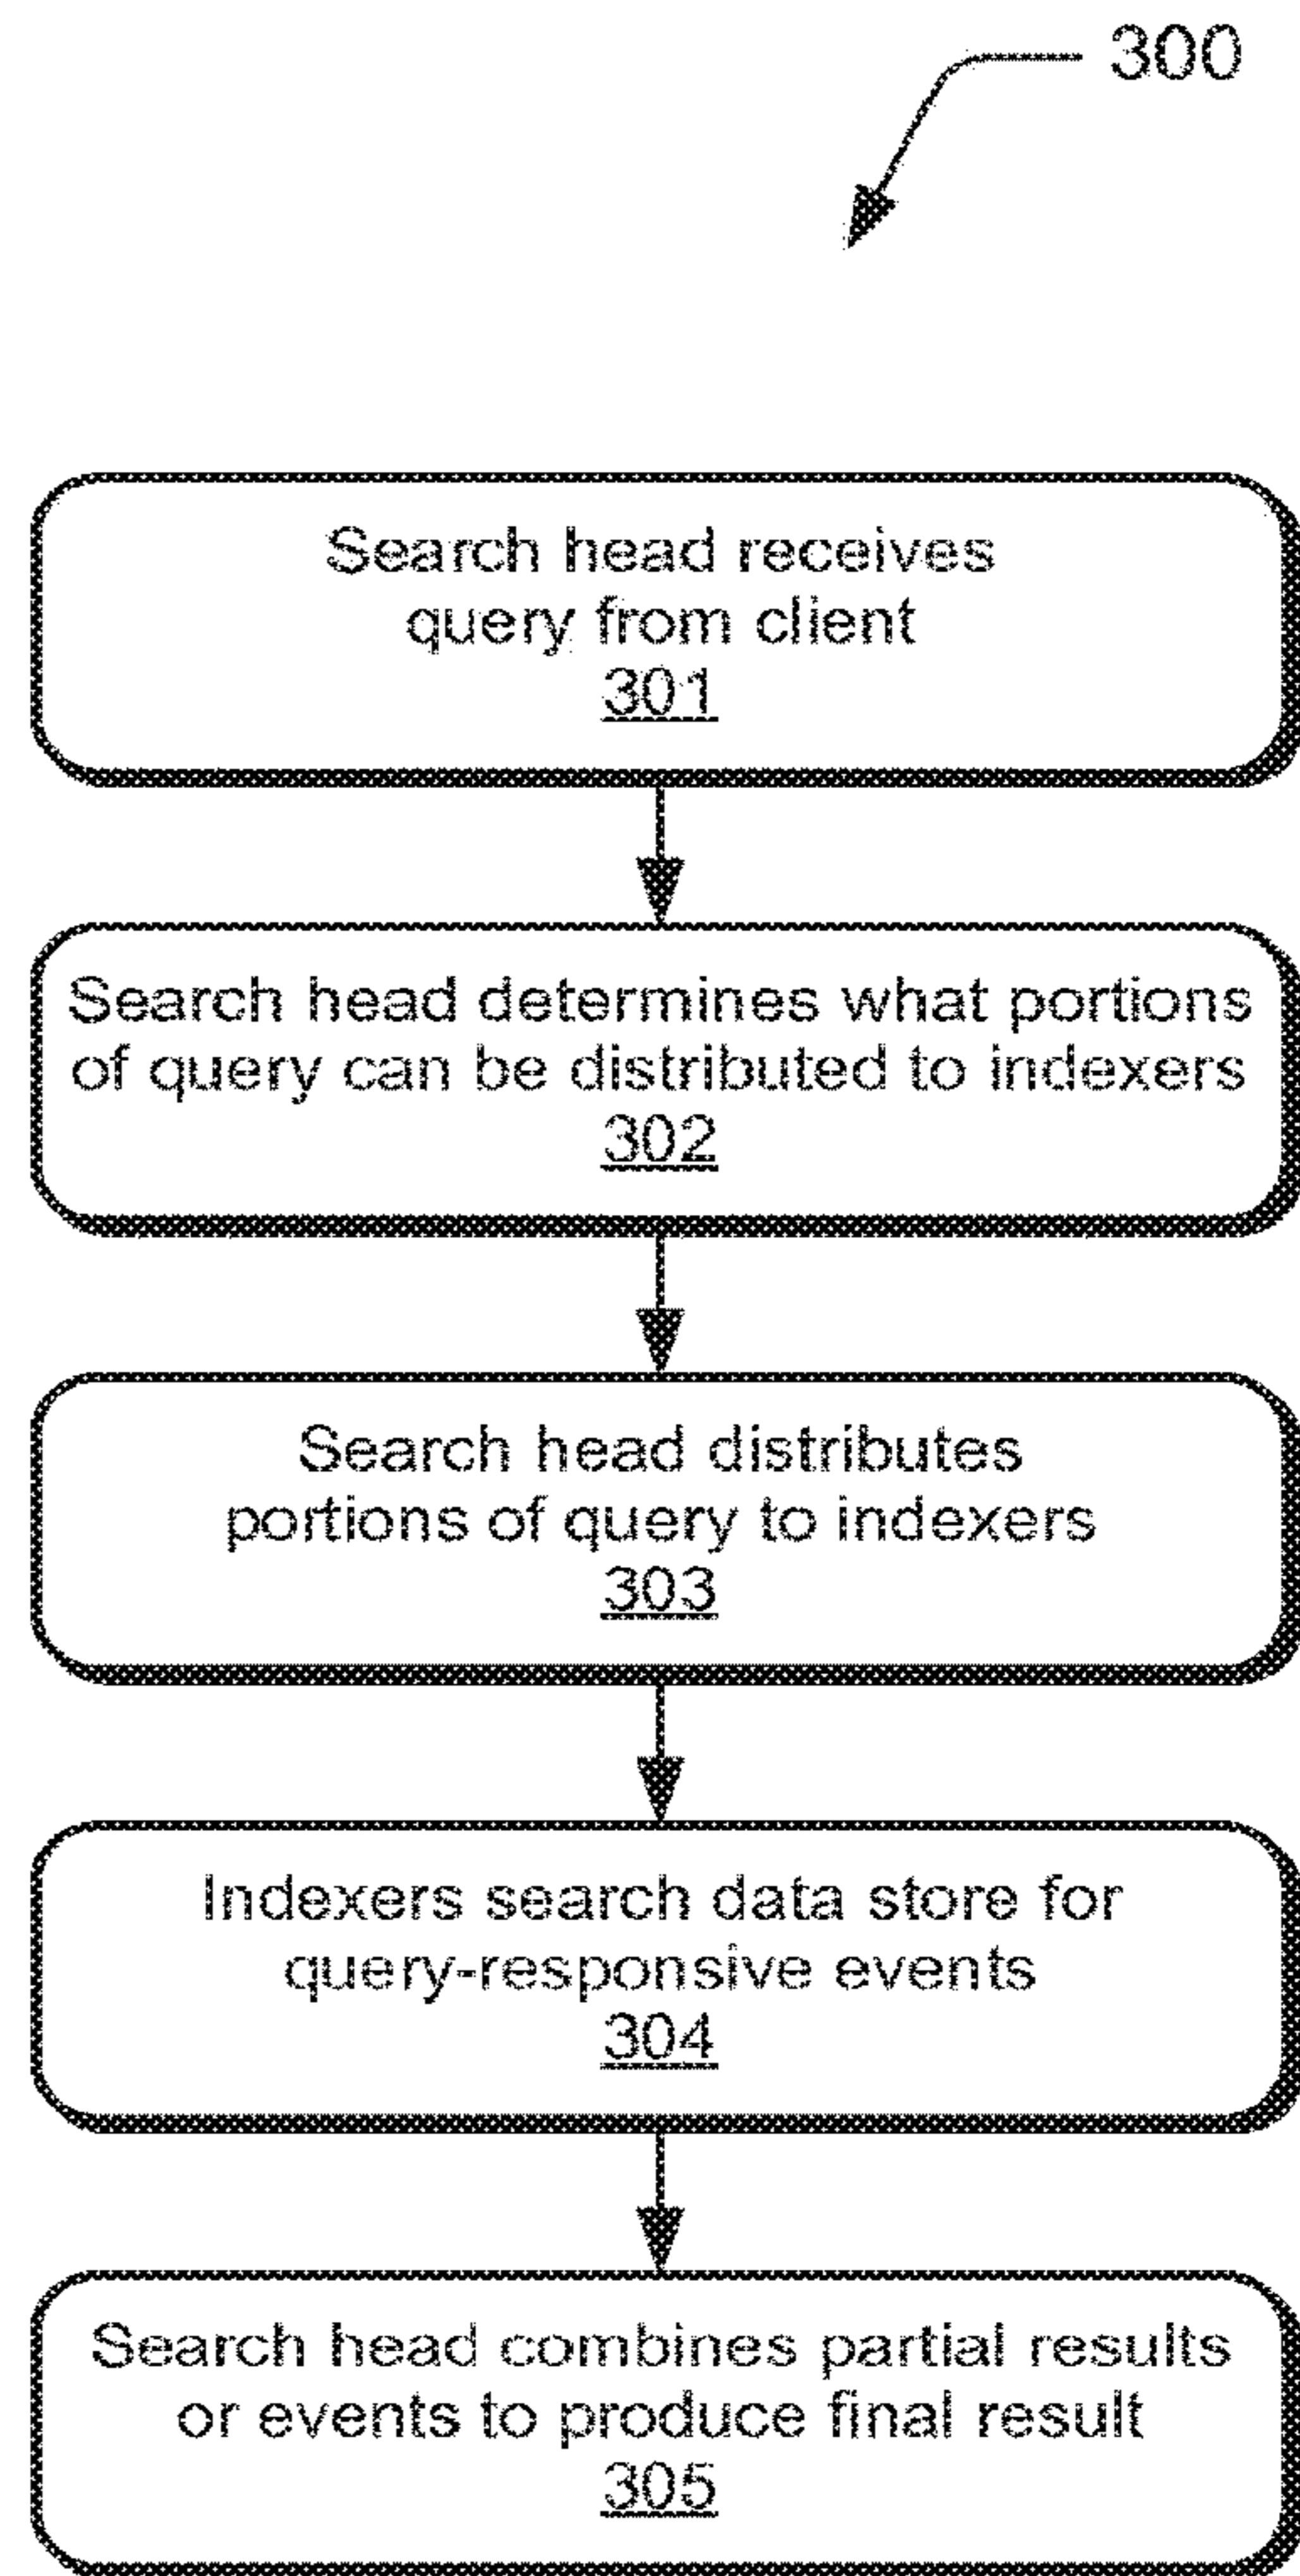 300
Search head receives
query from client
301
Search head determines what portions
of query can be distributed to indexers
302
Search head distributes
portions of query to indexers
303
Indexers search data store for
query-responsive events
304
Search head combines partial results
or events to produce final result
305